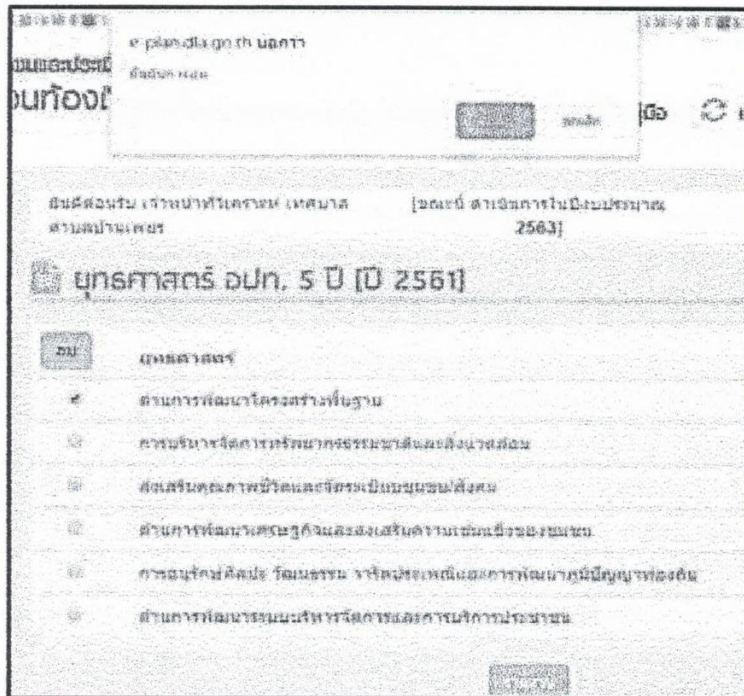 e-plan.dla.go.th บอกว่า
ยืนยันการลบ
ยกเลิก
ยินดีต้อนรับ เจ้าหน้าที่วิเคราะห์ เทศบาล
ตำบลบ้านเพชร
[ขณะนี้ ดำเนินการในปีงบประมาณ
2563]
ยุทธศาสตร์ อปท. 5 ปี [ปี 2561]
ลบ
ยุทธศาสตร์
ด้านการพัฒนาโครงสร้างพื้นฐาน
การบริหารจัดการทรัพยากรธรรมชาติและสิ่งแวดล้อม
ส่งเสริมคุณภาพชีวิตและจัดระเบียบชุมชน/สังคม
ด้านการพัฒนาเศรษฐกิจและส่งเสริมความเข้มแข็งของชุมชน
การอนุรักษ์ศิลปะ วัฒนธรรม จารีตประเพณีและการพัฒนาภูมิปัญญาท้องถิ่น
ด้านการพัฒนาระบบบริหารจัดการและการบริการประชาชน